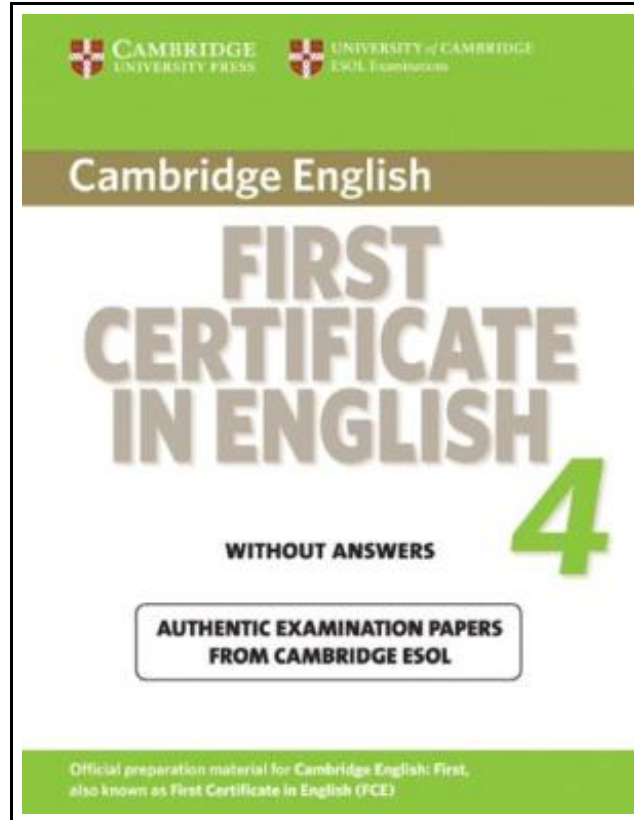 CAMBRIDGE
UNIVERSITY PRESS
UNIVERSITY of CAMBRIDGE
ESOL Examinations
Cambridge English
FIRST
CERTIFICATE
IN ENGLISH
4
WITHOUT ANSWERS
AUTHENTIC EXAMINATION PAPERS
FROM CAMBRIDGE ESOL
Official preparation material for Cambridge English: First,
also known as First Certificate in English (FCE)